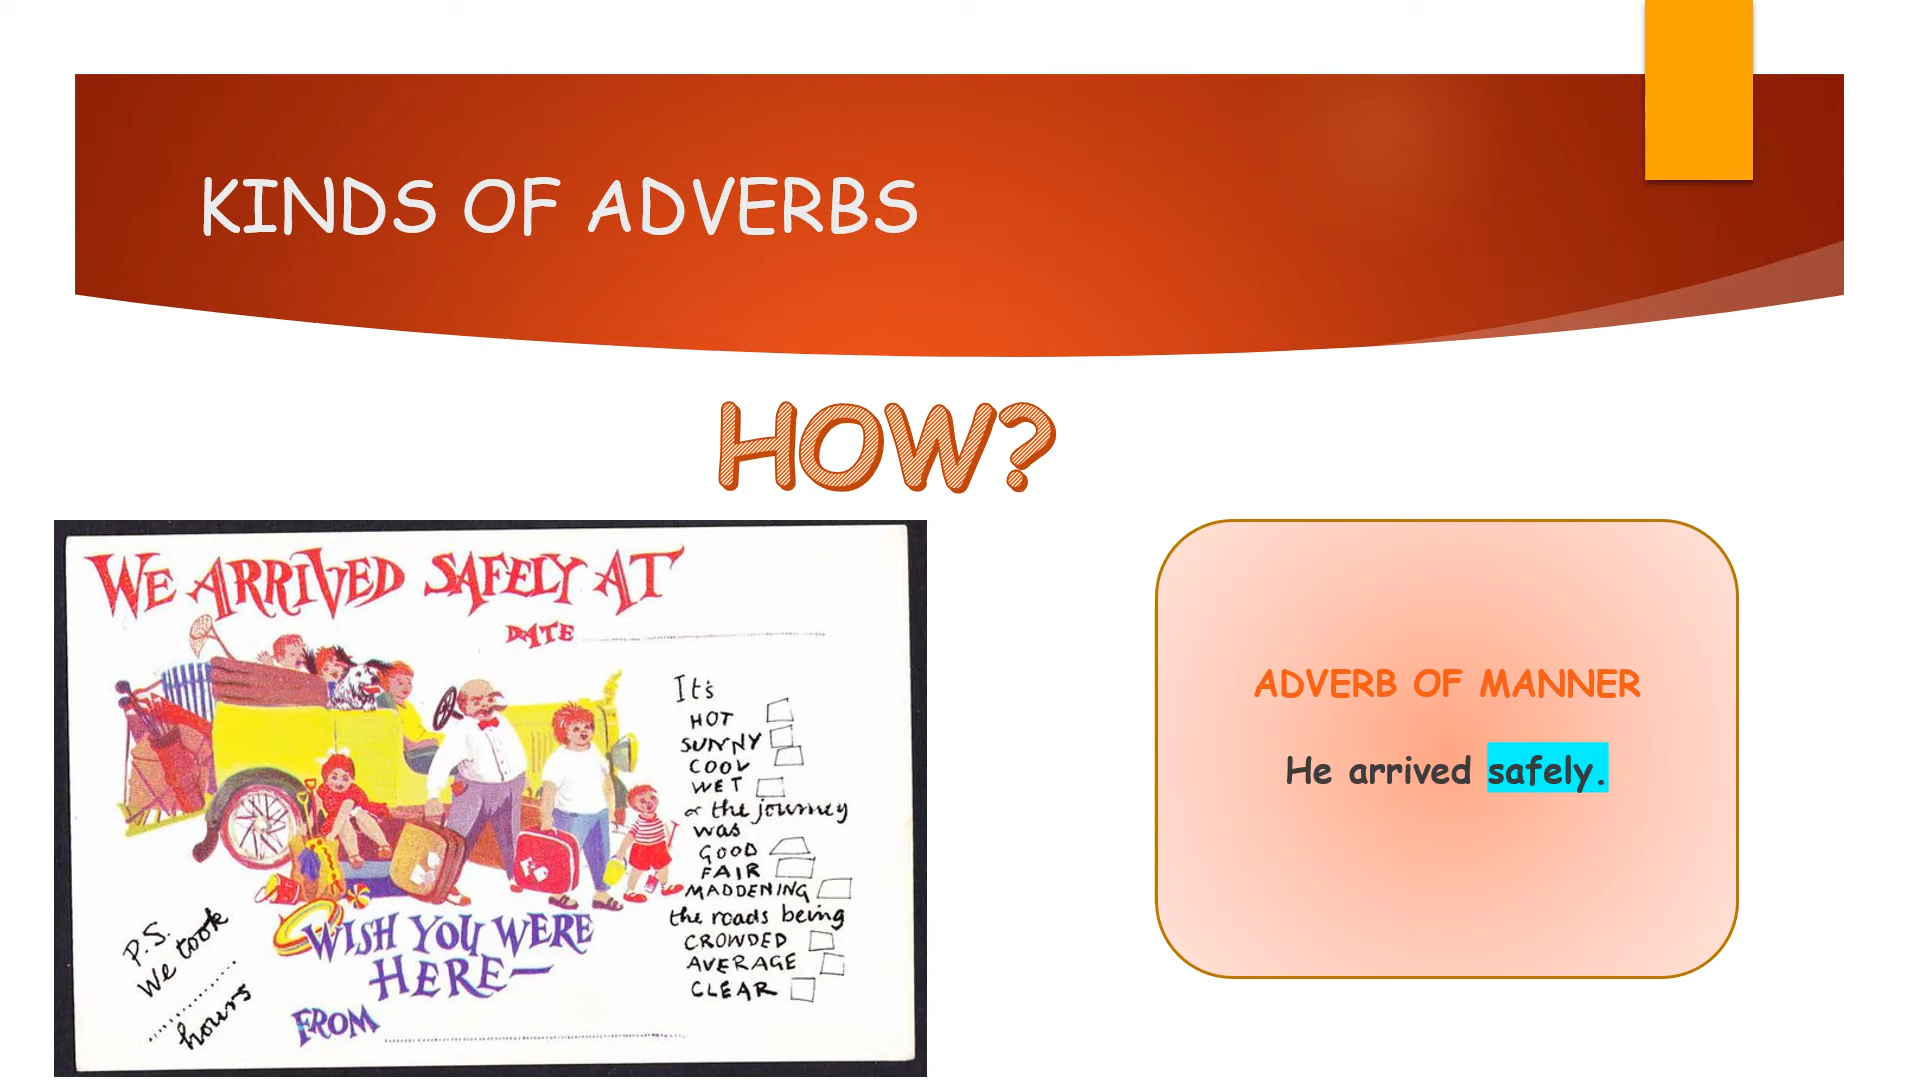 KINDS OF ADVERBS
HOW?
WE ARRIVED SAFELY AT
DATE
It's
HOT
SUNNY
COOL
WET
or the journey
was
GOOD
FAIR
MADDENING
the roads being
CROWDED
AVERAGE
CLEAR
P.S.
We took
hours
WISH YOU WERE
HERE—
FROM
ADVERB OF MANNER
He arrived safely.